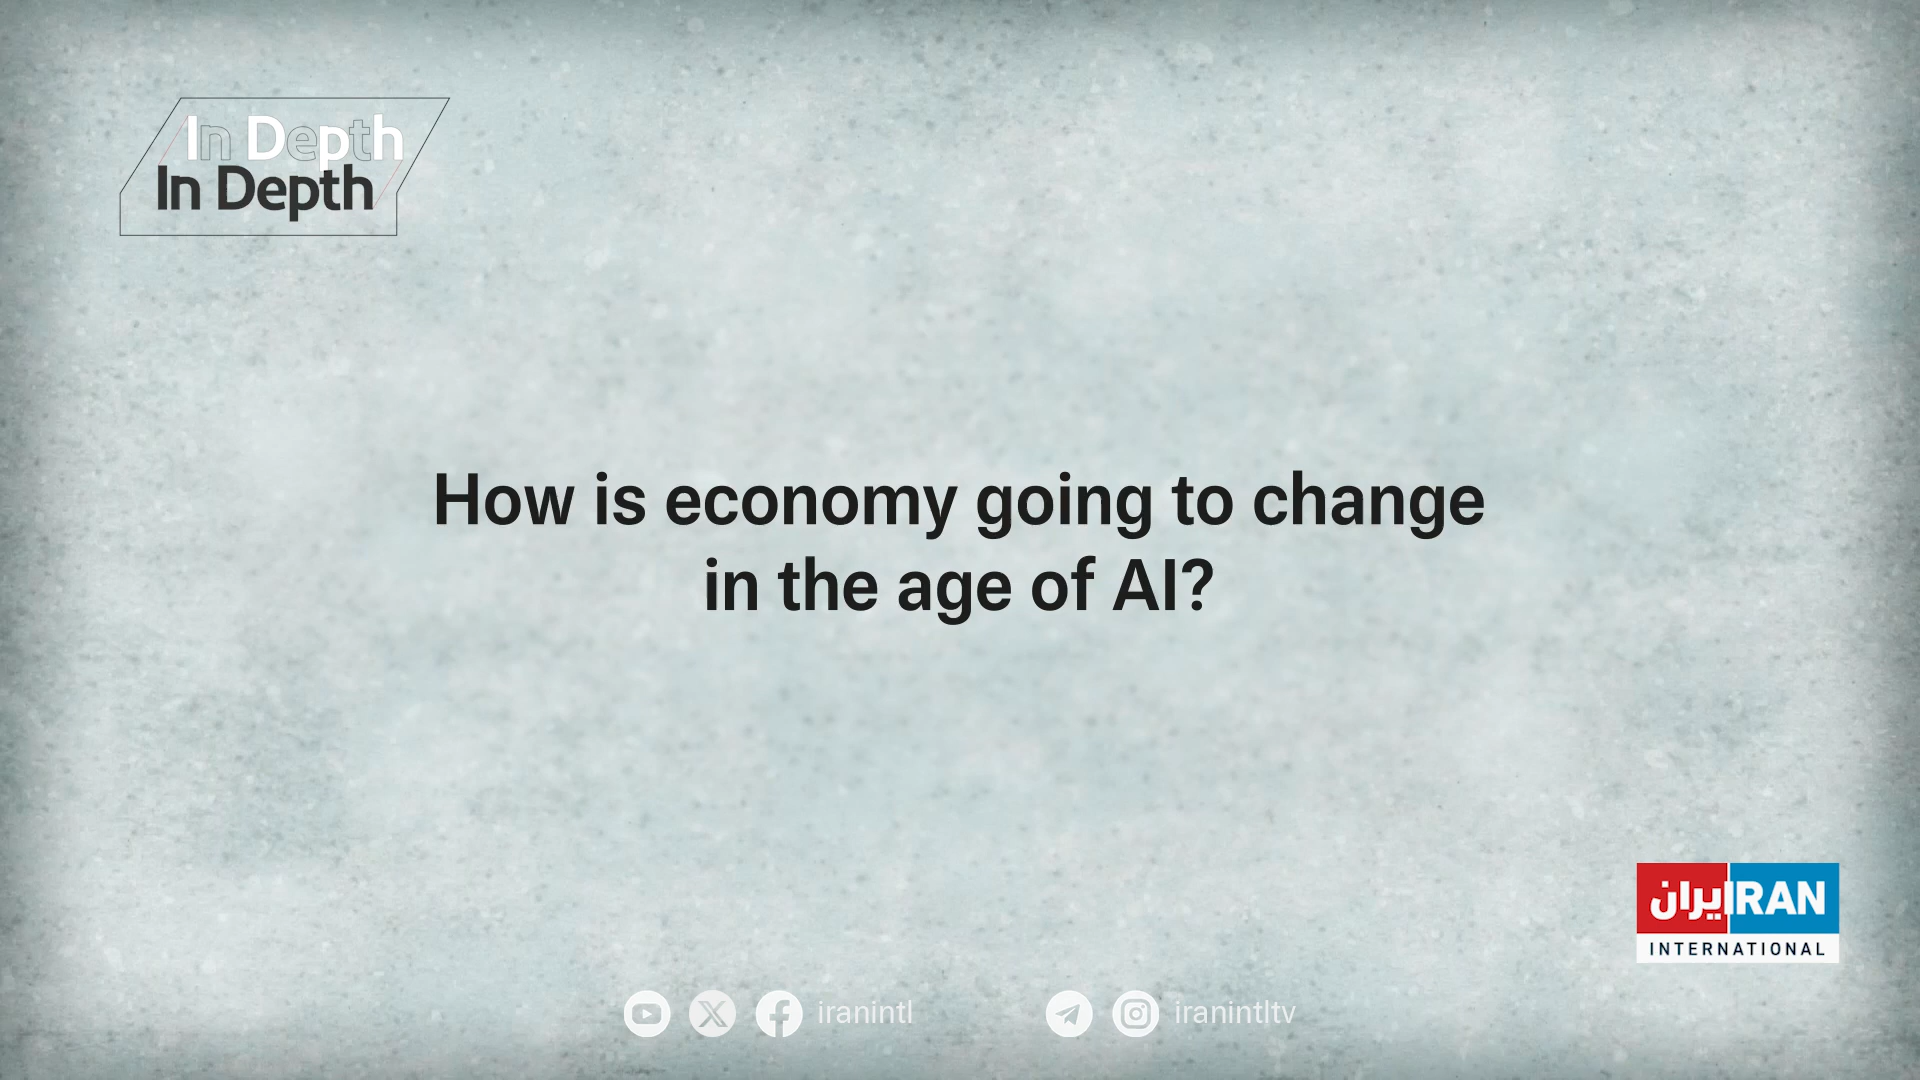 In Depth
In Depth
How is economy going to change
in the age of AI?
ایران IRAN
INTERNATIONAL
iranintl
iranintltv